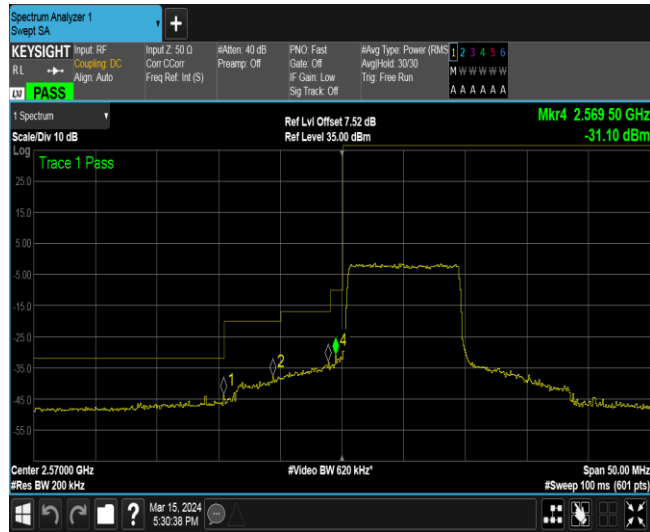 Spectrum Analyzer 1
Swept SA
+
KEYSIGHT Input: RF Input Z: 50 Ω #Atten: 40 dB PNO: Fast #Avg Type: Power (RMS 1 2 3 4 5 6
RL Coupling: DC Corr CCorr Preamp: Off Gate: Off Avg|Hold: 30/30 M W W W W W
Align: Auto Freq Ref: Int (S) IF Gain: Low Trig: Free Run
Sig Track: Off A A A A A A
LXI PASS
1 Spectrum Ref Lvl Offset 7.52 dB Mkr4 2.569 50 GHz
Scale/Div 10 dB Ref Level 35.00 dBm -31.10 dBm
Log
Trace 1 Pass
25.0
15.0
5.00
-5.00
-15.0
-25.0
4
2
-35.0
1
-45.0
-55.0
Center 2.57000 GHz #Video BW 620 kHz* Span 50.00 MHz
#Res BW 200 kHz #Sweep 100 ms (601 pts)
? Mar 15, 2024
5:30:38 PM